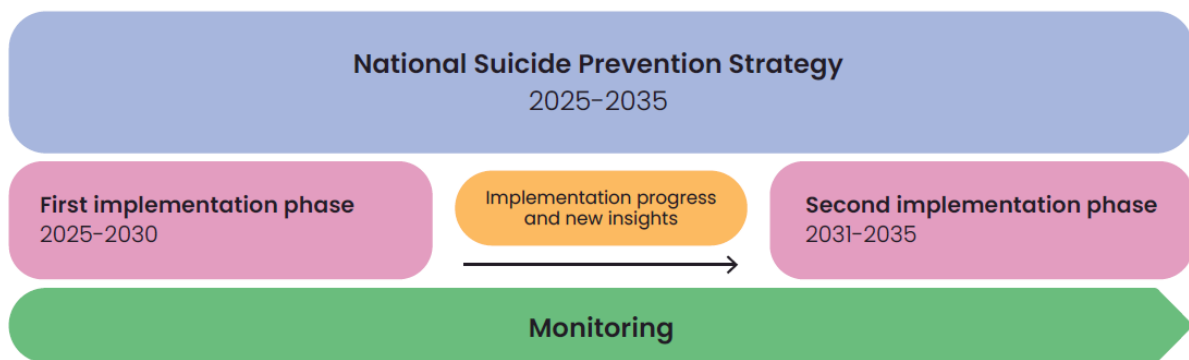 National Suicide Prevention Strategy
2025-2035
First implementation phase
2025-2030
Implementation progress
and new insights
Second implementation phase
2031-2035
Monitoring